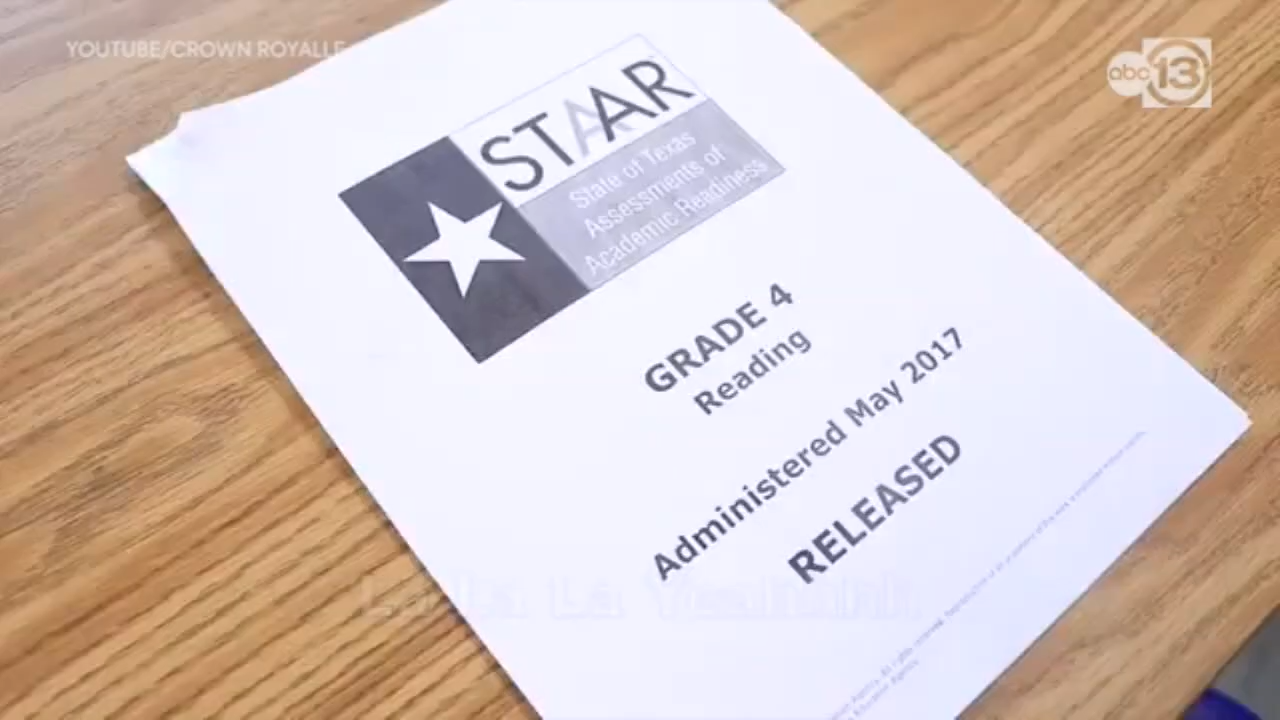 YOUTUBE/CROWN ROYALLE
abc 13
STAAR
State of Texas
Assessments of
Academic Readiness
GRADE 4
Reading
Administered May 2017
RELEASED